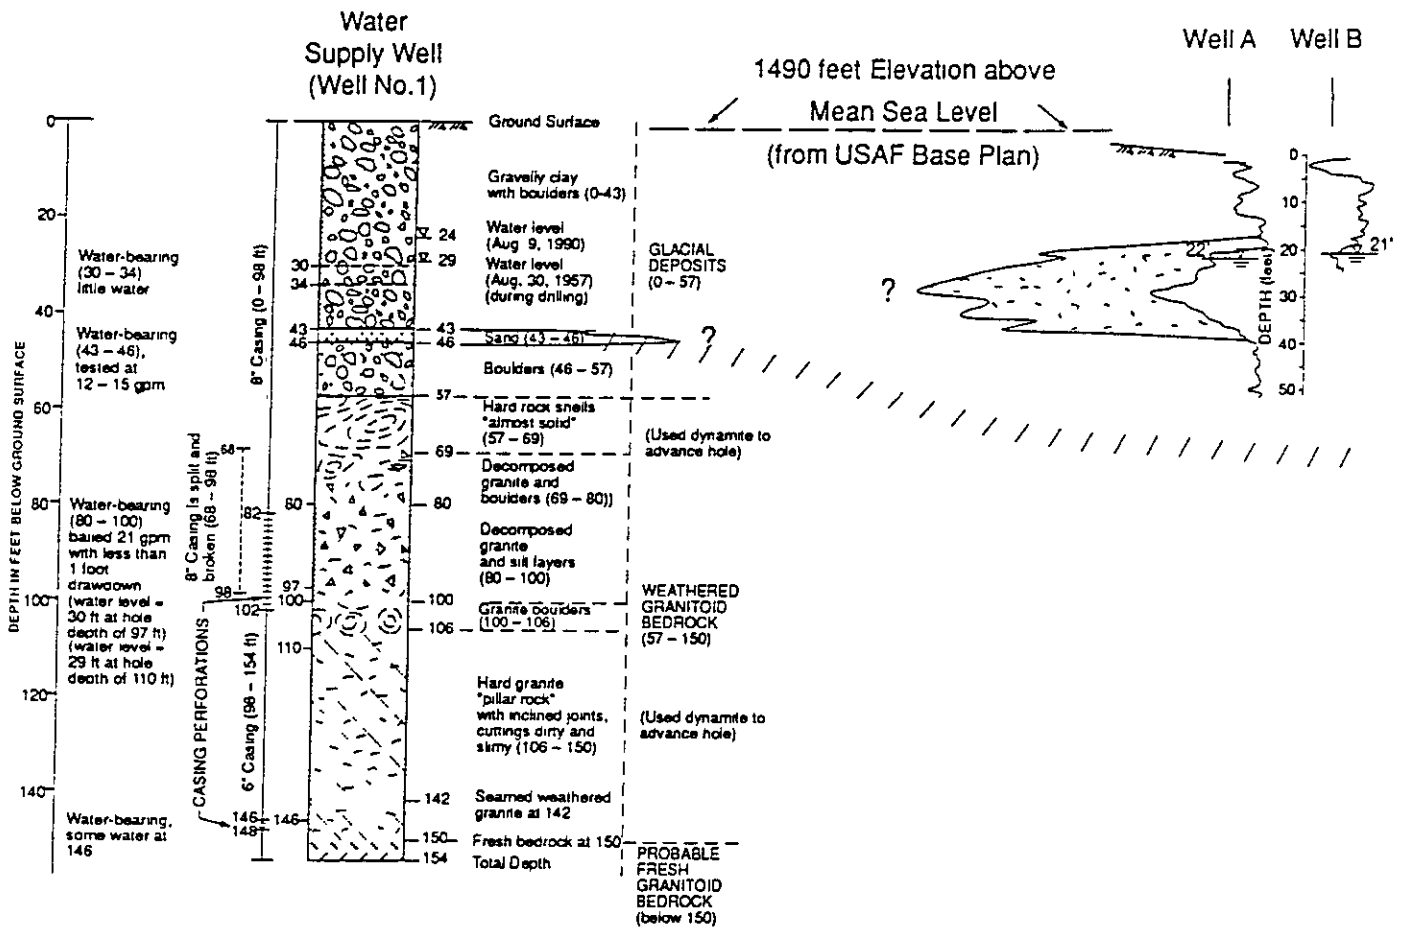 Water
Supply Well
(Well No.1)
Well A
Well B
1490 feet Elevation above
Mean Sea Level
(from USAF Base Plan)
DEPTH IN FEET BELOW GROUND SURFACE
0
20
40
60
80
100
120
140
Water-bearing
(30 – 34)
little water
Water-bearing
(43 – 46),
tested at
12 – 15 gpm
Water-bearing
(80 – 100)
bailed 21 gpm
with less than
1 foot
drawdown
(water level =
30 ft at hole
depth of 97 ft)
(water level =
29 ft at hole
depth of 110 ft)
Water-bearing,
some water at
146
8" Casing is split and
broken (68 – 98 ft)
68
98
CASING PERFORATIONS
8" Casing (0 – 98 ft)
6" Casing (98 – 154 ft)
82
97
100
102
110
146
148
146
30
34
43
46
80
24
29
43
46
57
69
80
100
106
142
150
154
Ground Surface
Gravelly clay
with boulders (0-43)
Water level
(Aug. 9, 1990)
Water level
(Aug. 30, 1957)
(during drilling)
Sand (43 – 46)
Boulders (46 – 57)
Hard rock shells
"almost solid"
(57 – 69)
Decomposed
granite and
boulders (69 – 80))
Decomposed
granite
and silt layers
(80 – 100)
Granite boulders
(100 – 106)
Hard granite
"pillar rock"
with inclined joints,
cuttings dirty and
slimy (106 – 150)
Seamed weathered
granite at 142
Fresh bedrock at 150
Total Depth
GLACIAL
DEPOSITS
(0 – 57)
(Used dynamite to
advance hole)
WEATHERED
GRANITOID
BEDROCK
(57 – 150)
(Used dynamite to
advance hole)
PROBABLE
FRESH
GRANITOID
BEDROCK
(below 150)
?
?
22'
21'
DEPTH (feet)
0
10
20
30
40
50